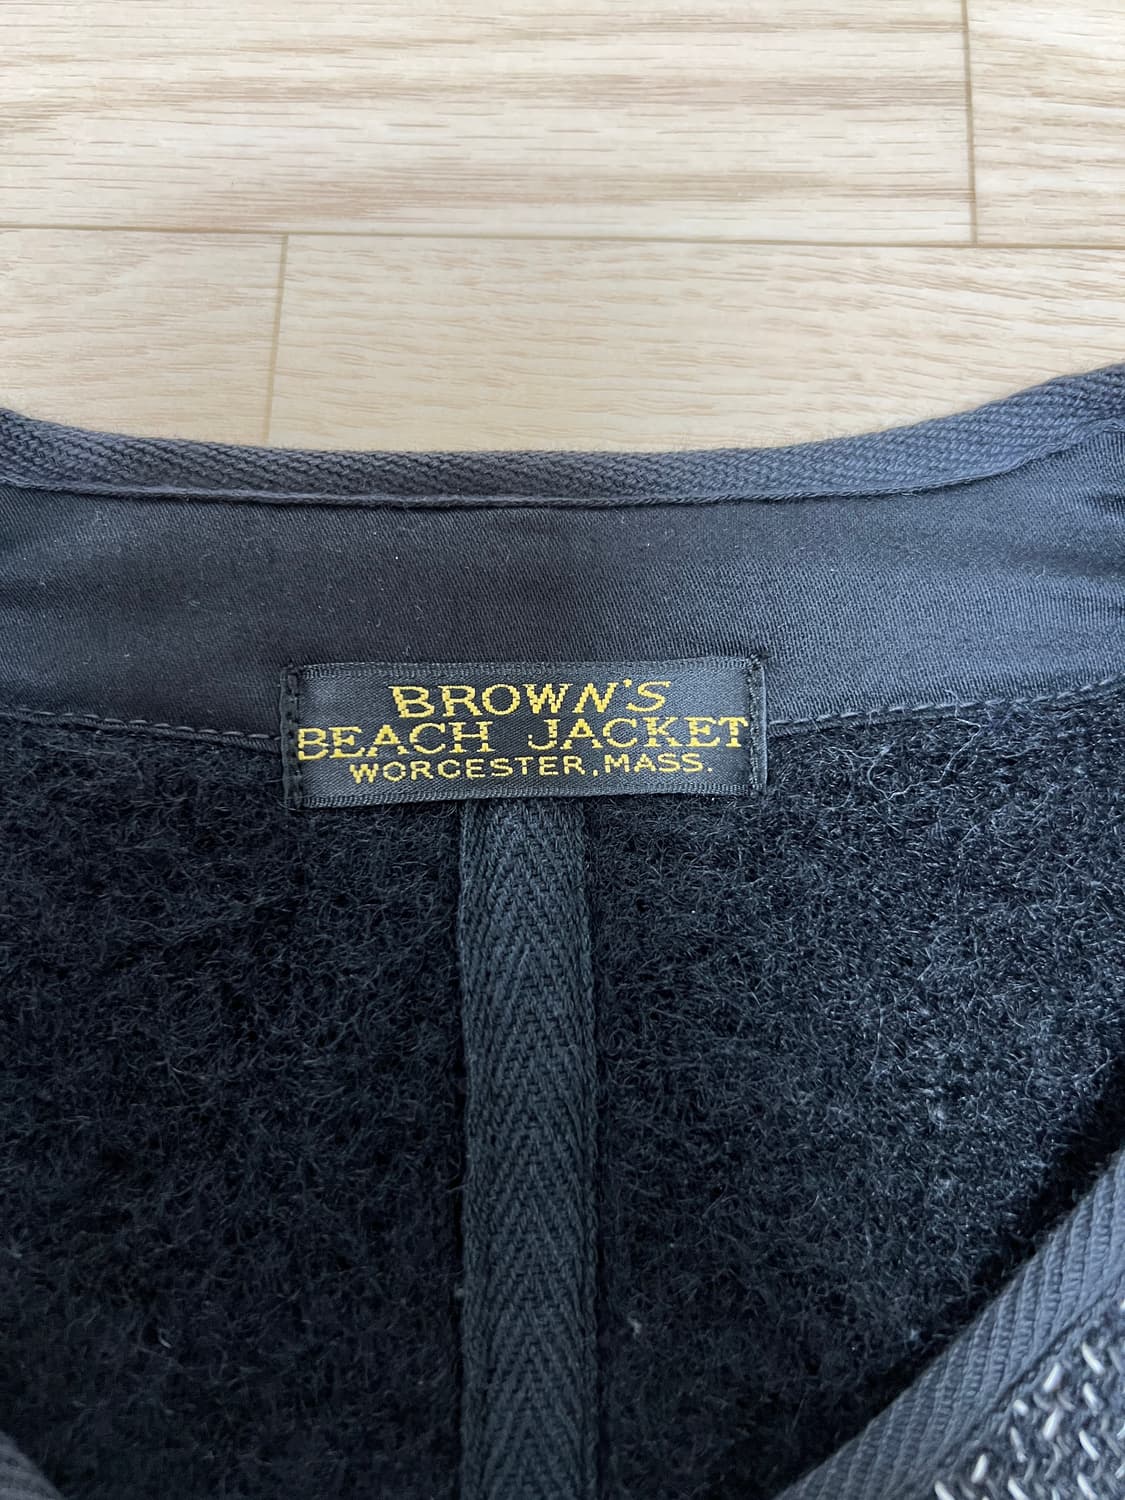 BROWN'S
BEACH JACKET
WORCESTER, MASS.